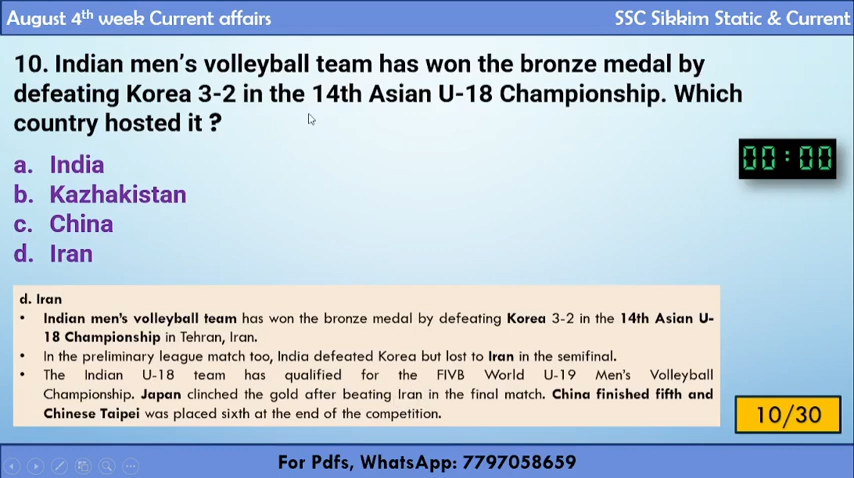 August 4th week Current affairs
SSC Sikkim Static & Current
10. Indian men's volleyball team has won the bronze medal by
defeating Korea 3-2 in the 14th Asian U-18 Championship. Which
country hosted it ?
00:00
a. India
b. Kazhakistan
c. China
d. Iran
d. Iran
• Indian men's volleyball team has won the bronze medal by defeating Korea 3-2 in the 14th Asian U-
18 Championship in Tehran, Iran.
• In the preliminary league match too, India defeated Korea but lost to Iran in the semifinal.
• The Indian U-18 team has qualified for the FIVB World U-19 Men's Volleyball
Championship. Japan clinched the gold after beating Iran in the final match. China finished fifth and
Chinese Taipei was placed sixth at the end of the competition.
10/30
For Pdfs, WhatsApp: 7797058659